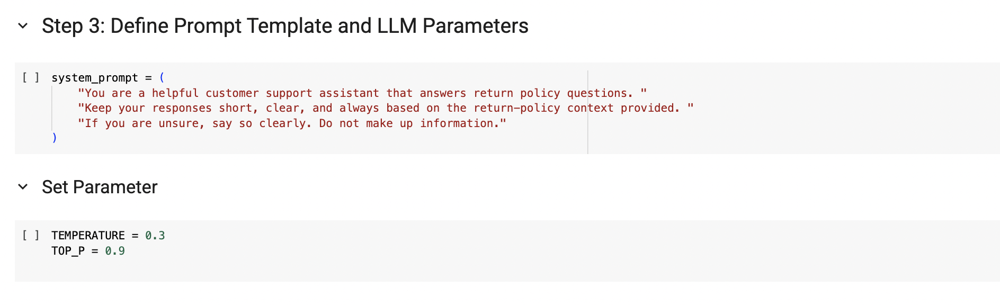 Step 3: Define Prompt Template and LLM Parameters
[ ] system_prompt = (
"You are a helpful customer support assistant that answers return policy questions. "
"Keep your responses short, clear, and always based on the return-policy context provided. "
"If you are unsure, say so clearly. Do not make up information."
)
Set Parameter
[ ] TEMPERATURE = 0.3
TOP_P = 0.9